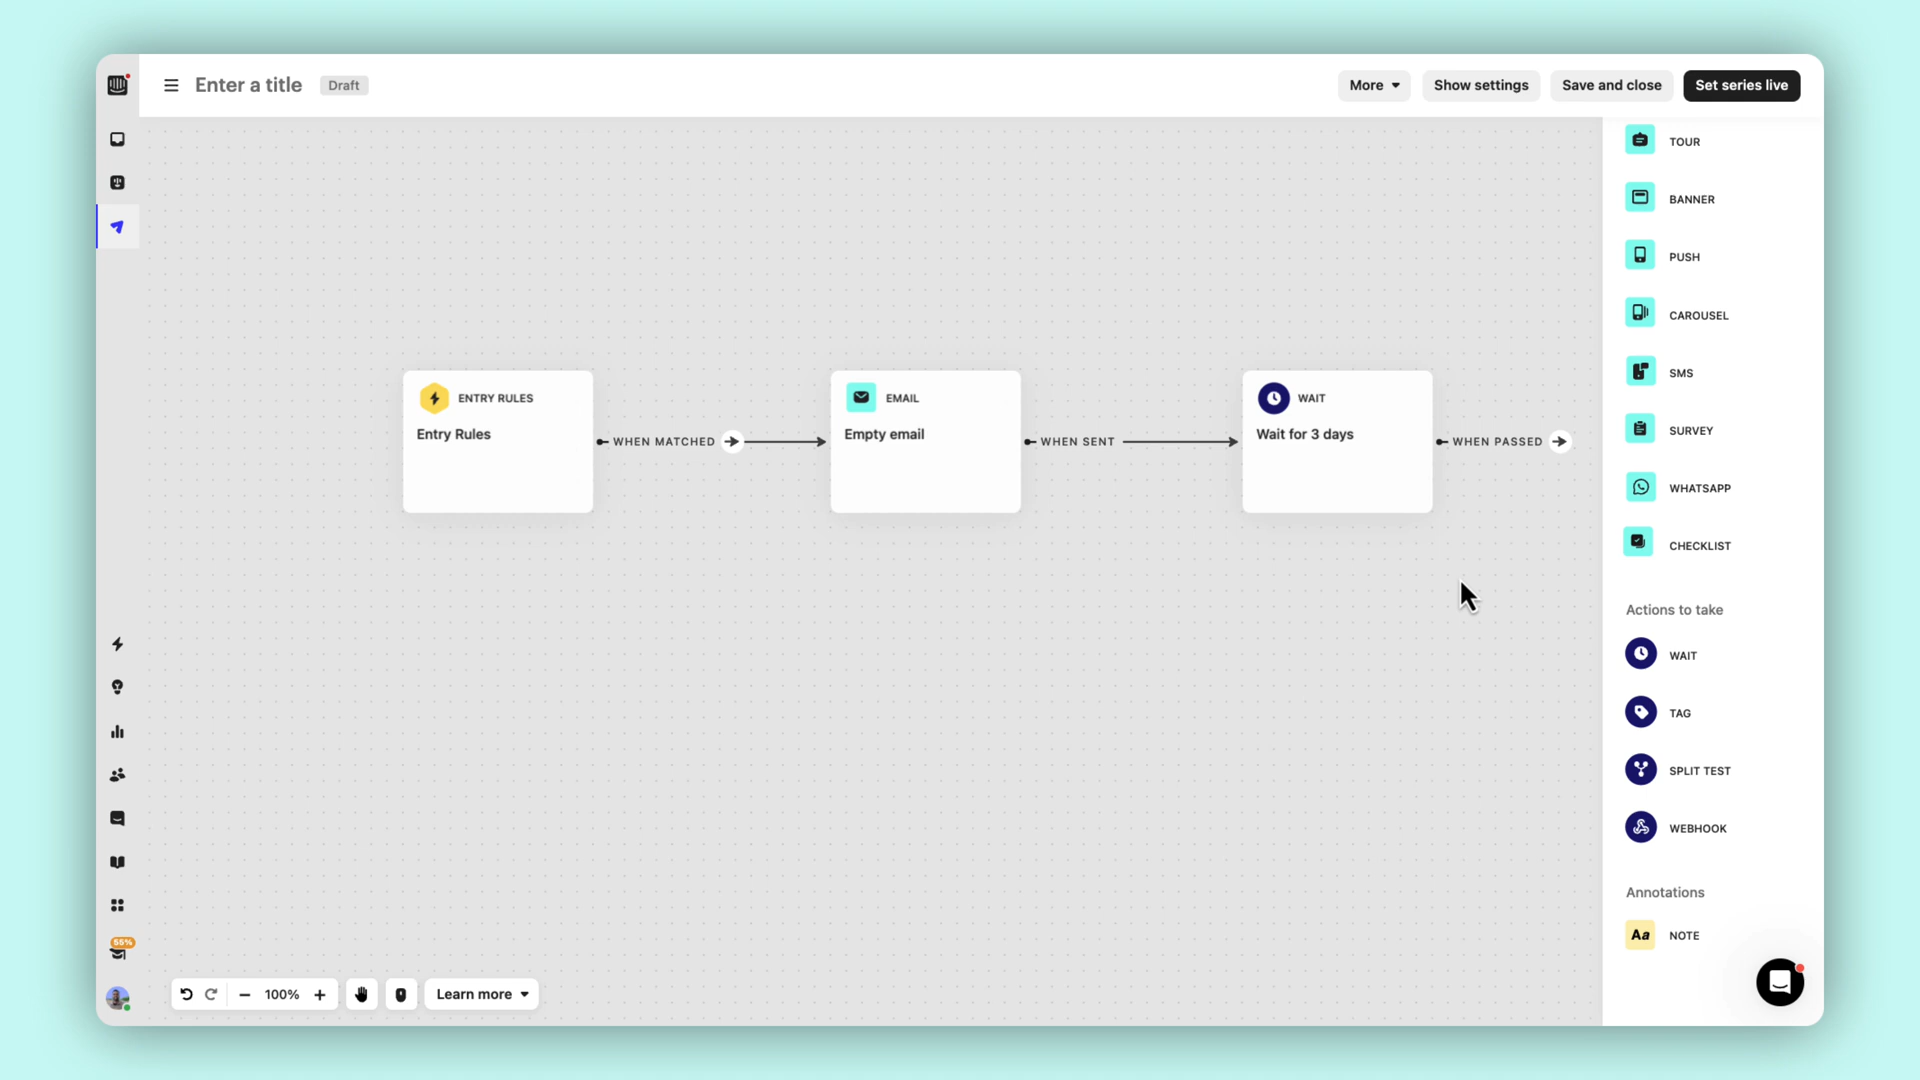 Enter a title
Draft
More
Show settings
Save and close
Set series live
TOUR
BANNER
PUSH
CAROUSEL
SMS
SURVEY
WHATSAPP
CHECKLIST
Actions to take
WAIT
TAG
SPLIT TEST
WEBHOOK
Annotations
Aa NOTE
ENTRY RULES
Entry Rules
WHEN MATCHED
EMAIL
Empty email
WHEN SENT
WAIT
Wait for 3 days
WHEN PASSED
55%
100%
Learn more